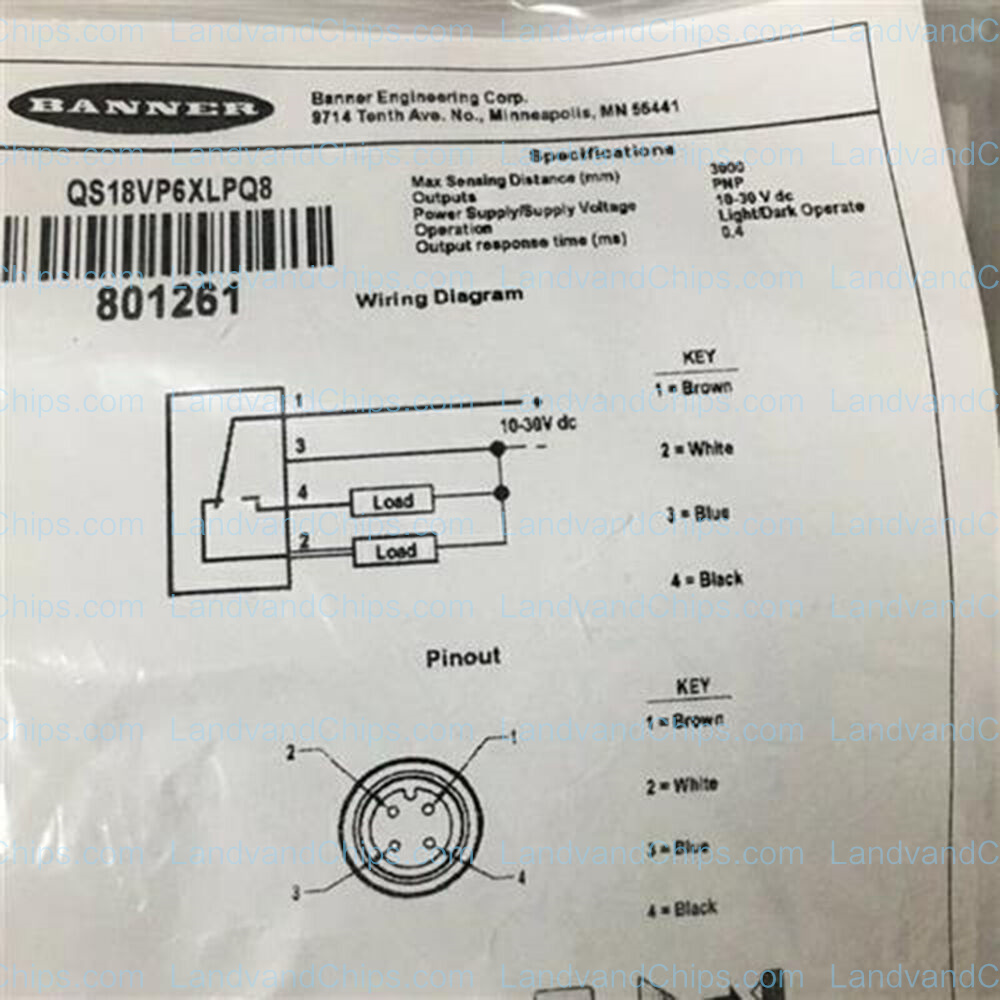 BANNER
Banner Engineering Corp.
9714 Tenth Ave. No., Minneapolis, MN 55441
QS18VP6XLPQ8
801261
Specifications
Max Sensing Distance (mm) 3000
Outputs PNP
Power Supply/Supply Voltage 10-30 V dc
Operation Light/Dark Operate
Output response time (ms) 0.4
Wiring Diagram
1
+
10-30V dc
3
-
4
Load
2
Load
KEY
1 = Brown
2 = White
3 = Blue
4 = Black
Pinout
2
1
3
4
KEY
1 = Brown
2 = White
3 = Blue
4 = Black
LandvandChips.com